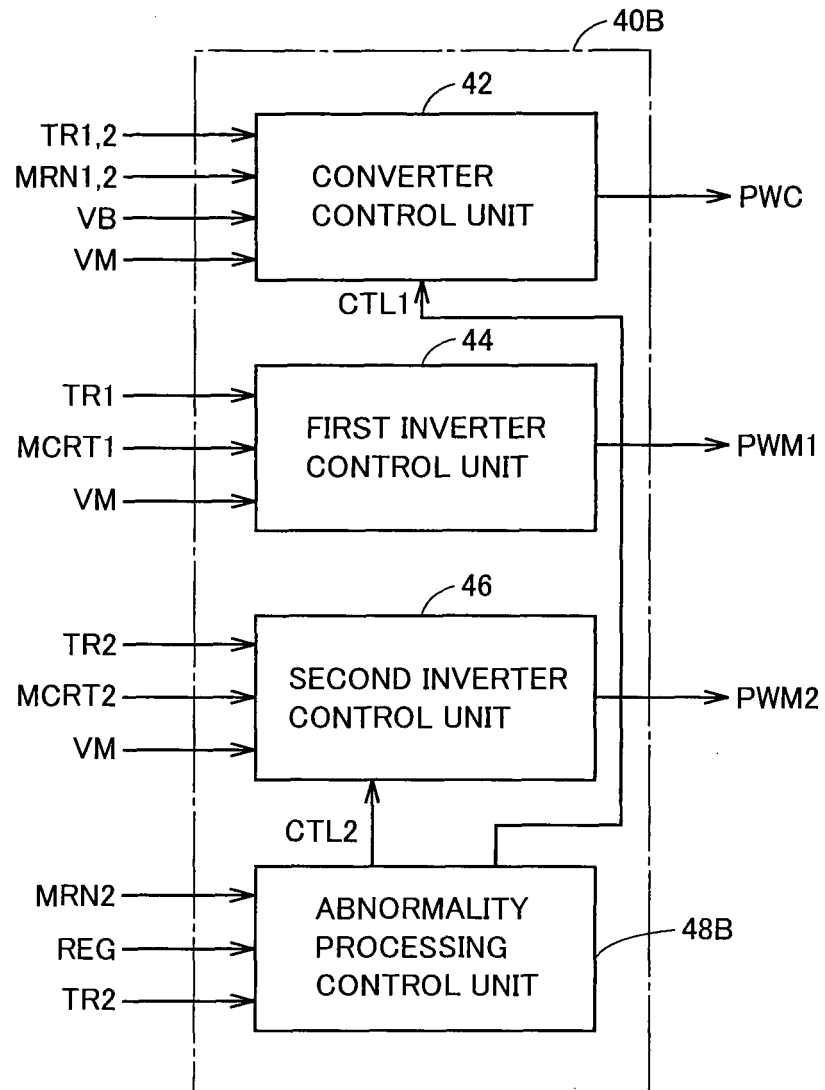 40B
42
TR1,2
MRN1,2
VB
VM
CONVERTER
CONTROL UNIT
PWC
CTL1
44
TR1
MCRT1
VM
FIRST INVERTER
CONTROL UNIT
PWM1
46
TR2
MCRT2
VM
SECOND INVERTER
CONTROL UNIT
PWM2
CTL2
MRN2
REG
TR2
ABNORMALITY
PROCESSING
CONTROL UNIT
48B